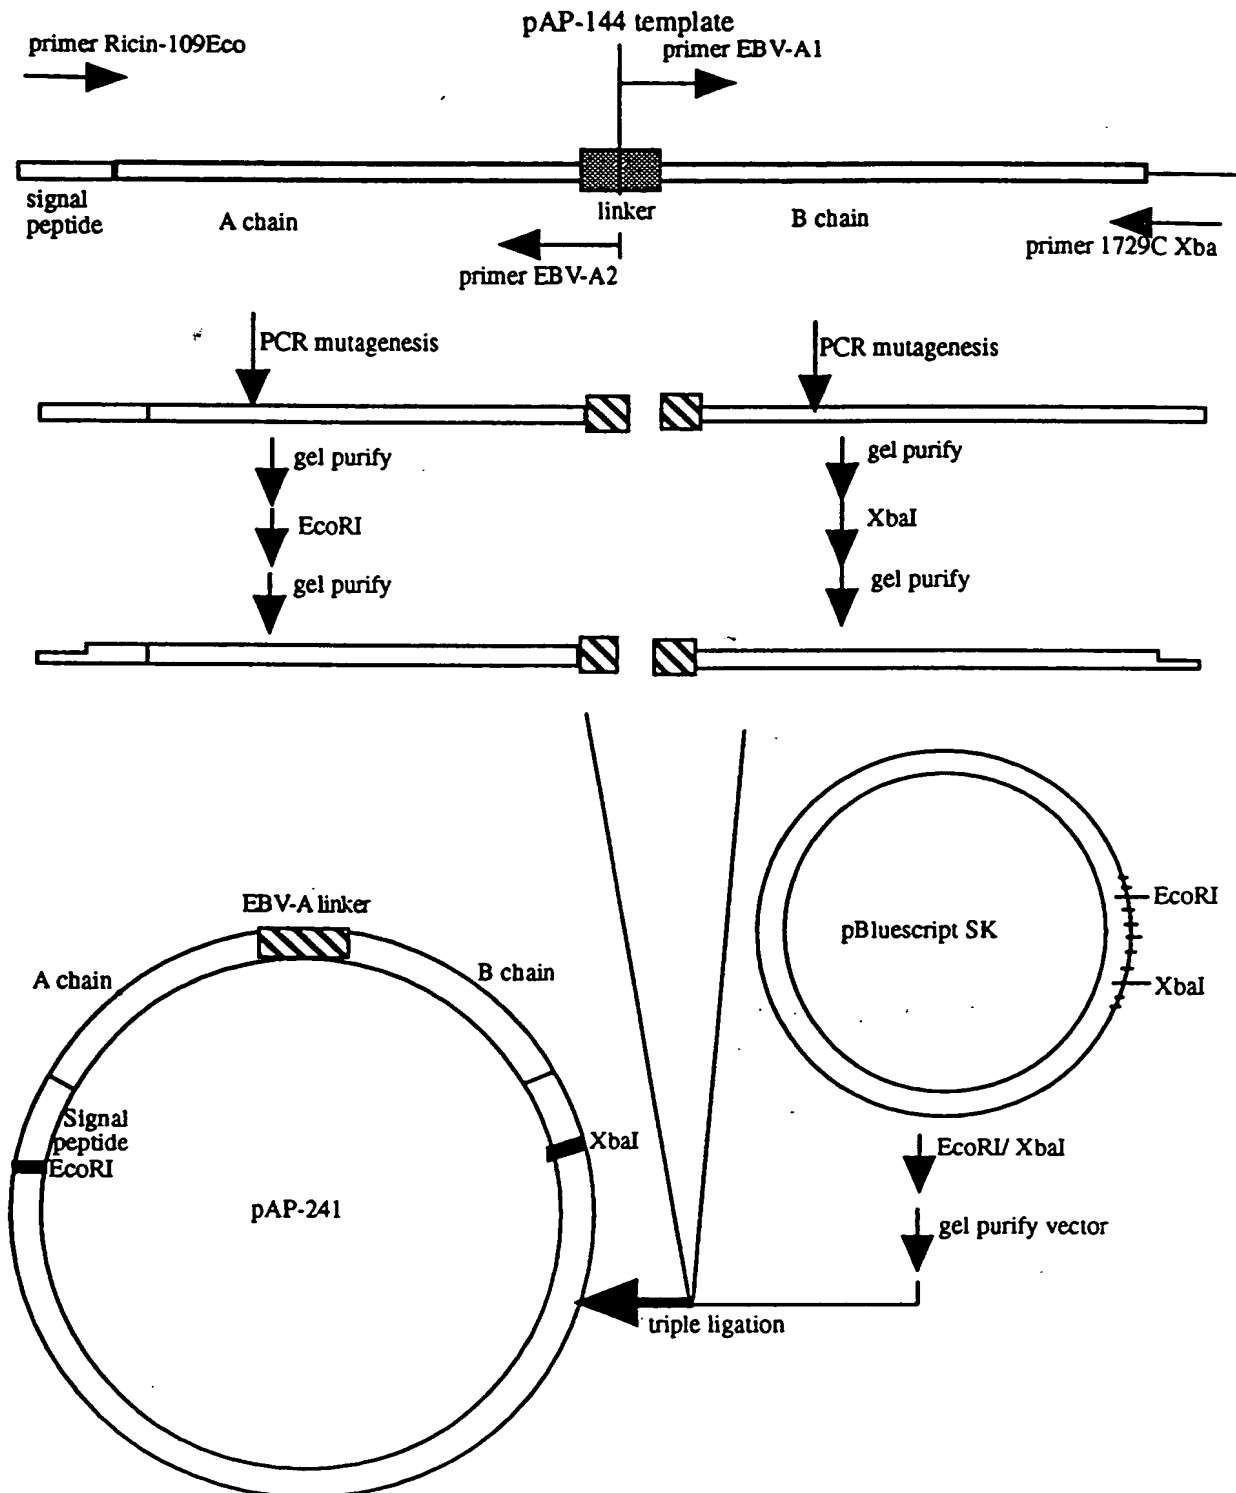 pAP-144 template
primer Ricin-109Eco
primer EBV-A1
signal
peptide
A chain
linker
B chain
primer EBV-A2
primer 1729C Xba
PCR mutagenesis
PCR mutagenesis
gel purify
gel purify
EcoRI
XbaI
gel purify
gel purify
EBV-A linker
A chain
B chain
pBluescript SK
EcoRI
XbaI
Signal
peptide
EcoRI
XbaI
pAP-241
EcoRI/ XbaI
gel purify vector
triple ligation